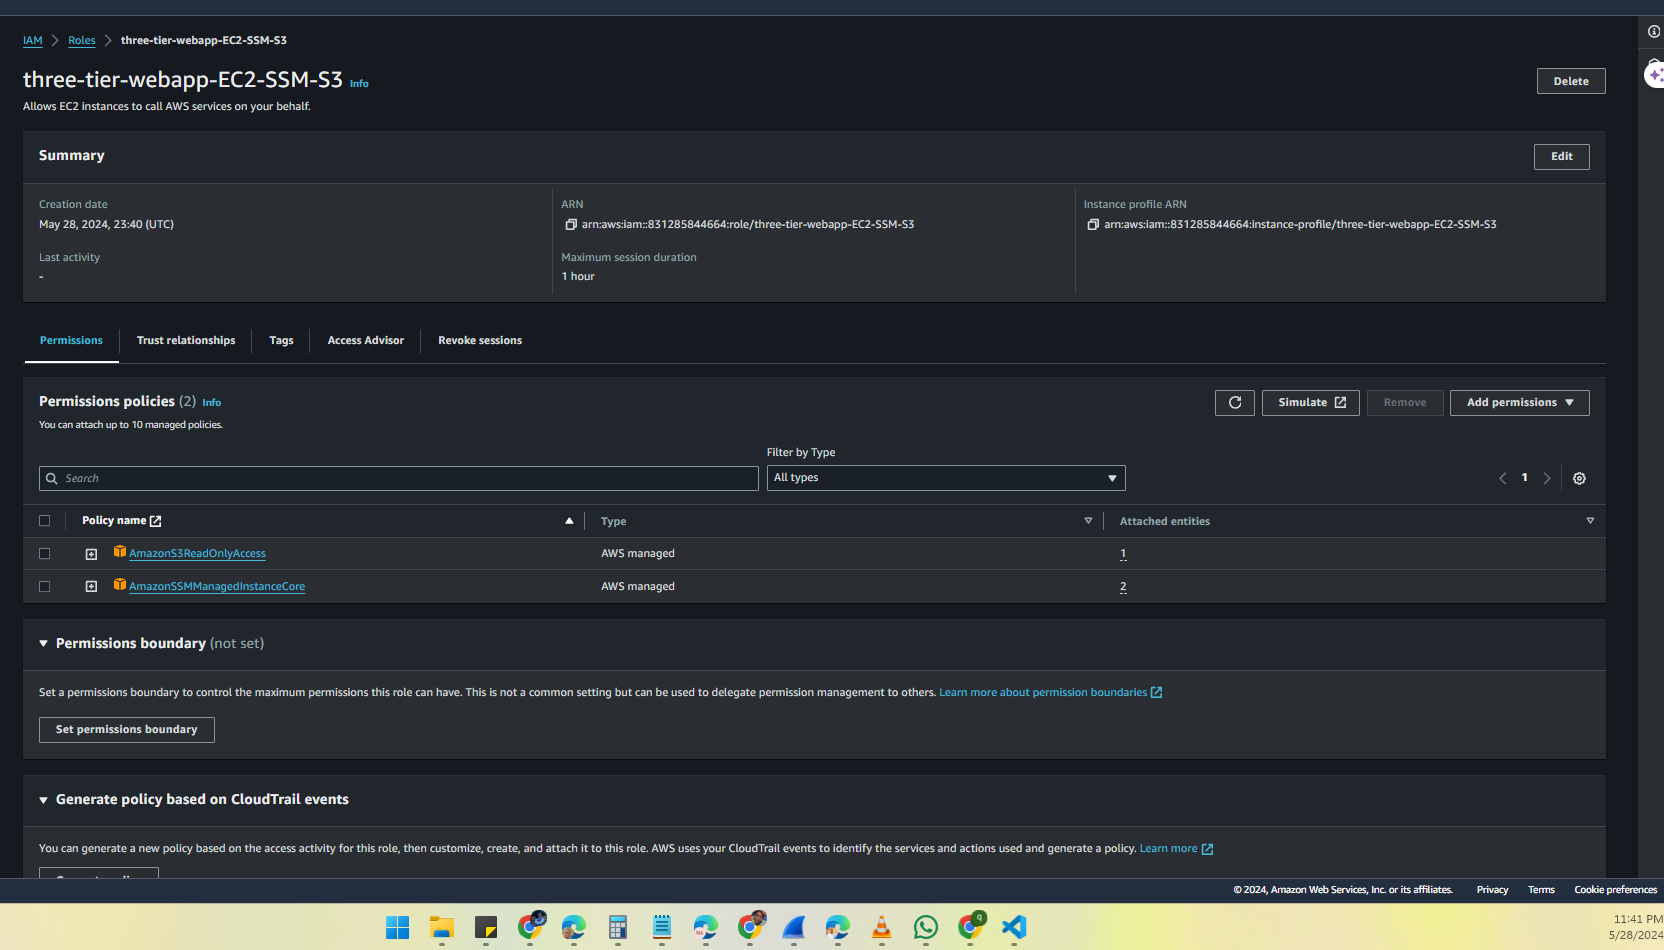 IAM > Roles > three-tier-webapp-EC2-SSM-S3
three-tier-webapp-EC2-SSM-S3 Info
Delete
Allows EC2 instances to call AWS services on your behalf.
Summary
Edit
Creation date
May 28, 2024, 23:40 (UTC)
Last activity
-
ARN
arn:aws:iam::831285844664:role/three-tier-webapp-EC2-SSM-S3
Maximum session duration
1 hour
Instance profile ARN
arn:aws:iam::831285844664:instance-profile/three-tier-webapp-EC2-SSM-S3
Permissions Trust relationships Tags Access Advisor Revoke sessions
Permissions policies (2) Info
Simulate Remove Add permissions
You can attach up to 10 managed policies.
Filter by Type
Search
All types
1
Policy name Type Attached entities
AmazonS3ReadOnlyAccess AWS managed 1
AmazonSSMManagedInstanceCore AWS managed 2
Permissions boundary (not set)
Set a permissions boundary to control the maximum permissions this role can have. This is not a common setting but can be used to delegate permission management to others. Learn more about permission boundaries
Set permissions boundary
Generate policy based on CloudTrail events
You can generate a new policy based on the access activity for this role, then customize, create, and attach it to this role. AWS uses your CloudTrail events to identify the services and actions used and generate a policy. Learn more
© 2024, Amazon Web Services, Inc. or its affiliates. Privacy Terms Cookie preferences
11:41 PM
5/28/2024